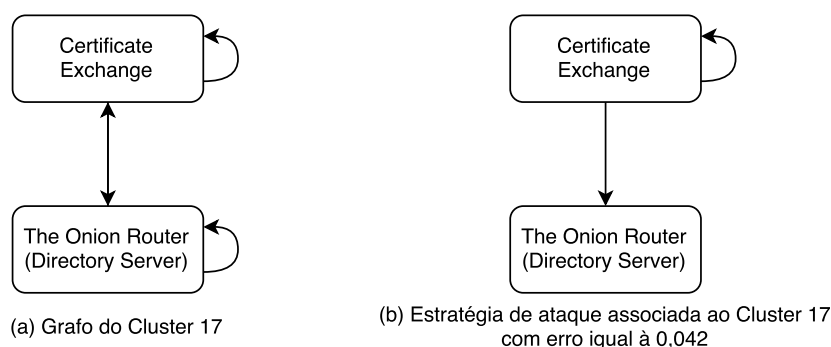 Certificate
Exchange
The Onion Router
(Directory Server)
(a) Grafo do Cluster 17
Certificate
Exchange
The Onion Router
(Directory Server)
(b) Estratégia de ataque associada ao Cluster 17
com erro igual à 0,042